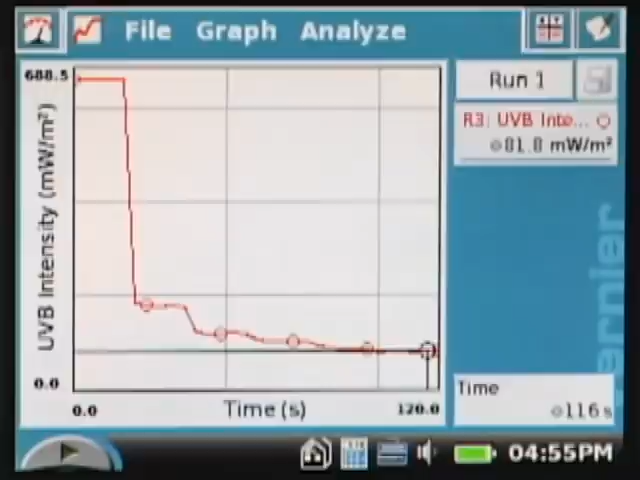 File Graph Analyze
688.5
UVB Intensity (mW/m²)
0.0
0.0
Time (s)
120.0
Run 1
R3: UVB Inte...
81.8 mW/m²
ernier
Time
116 s
04:55PM